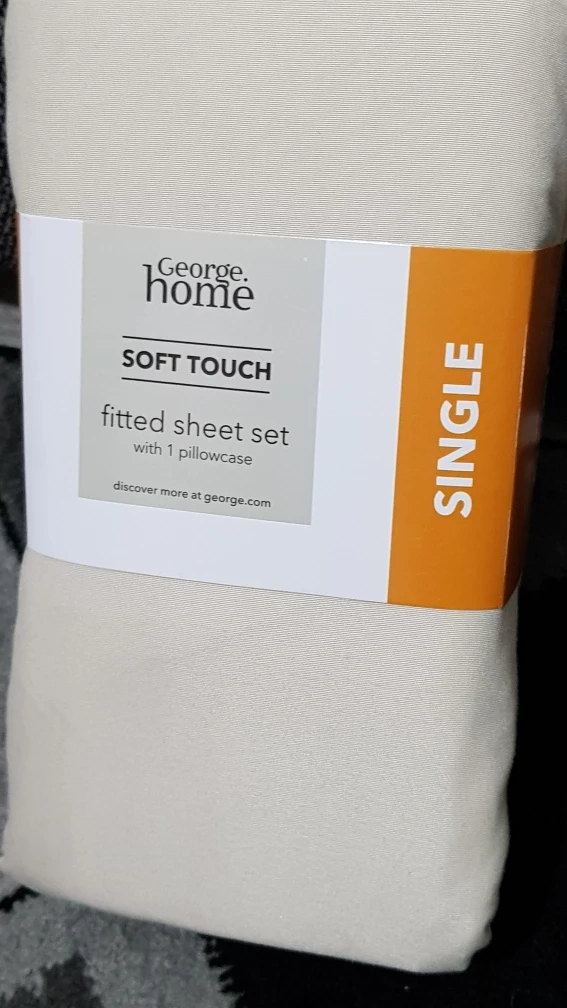 George.
home
SOFT TOUCH
fitted sheet set
with 1 pillowcase
discover more at george.com
SINGLE